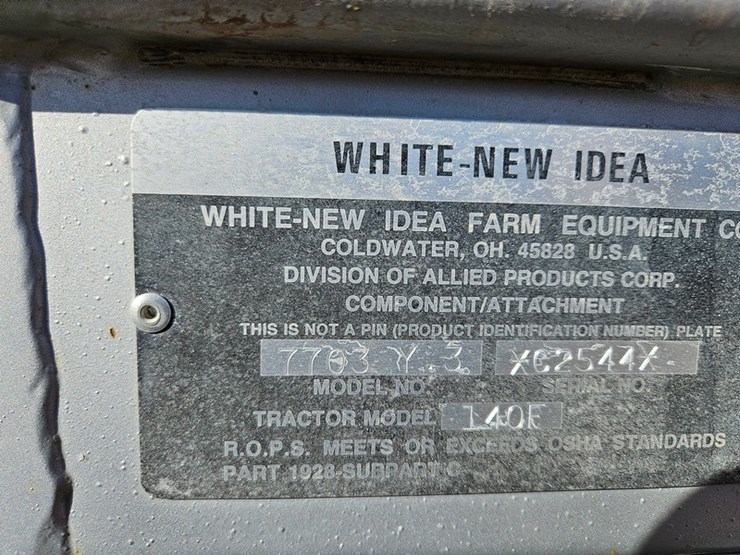 WHITE-NEW IDEA
WHITE-NEW IDEA FARM EQUIPMENT CO
COLDWATER, OH. 45828 U.S.A.
DIVISION OF ALLIED PRODUCTS CORP.
COMPONENT/ATTACHMENT
THIS IS NOT A PIN (PRODUCT IDENTIFICATION NUMBER) PLATE
7703 Y.3 XC2544X
MODEL NO. SERIAL NO.
TRACTOR MODEL 140F
R.O.P.S. MEETS OR EXCEEDS OSHA STANDARDS
PART 1928-SUBPART C